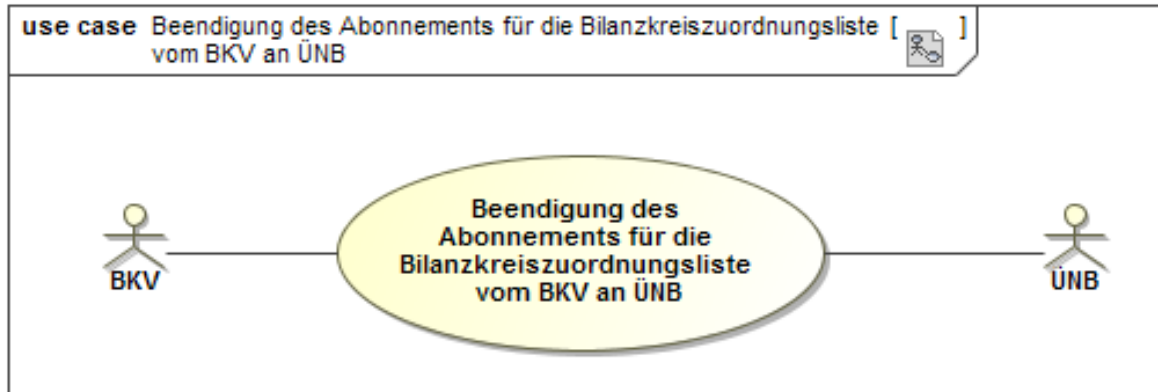 use case Beendigung des Abonnements für die Bilanzkreiszuordnungsliste [ ]
vom BKV an ÜNB
Beendigung des
Abonnements für die
Bilanzkreiszuordnungsliste
vom BKV an ÜNB
BKV
ÜNB